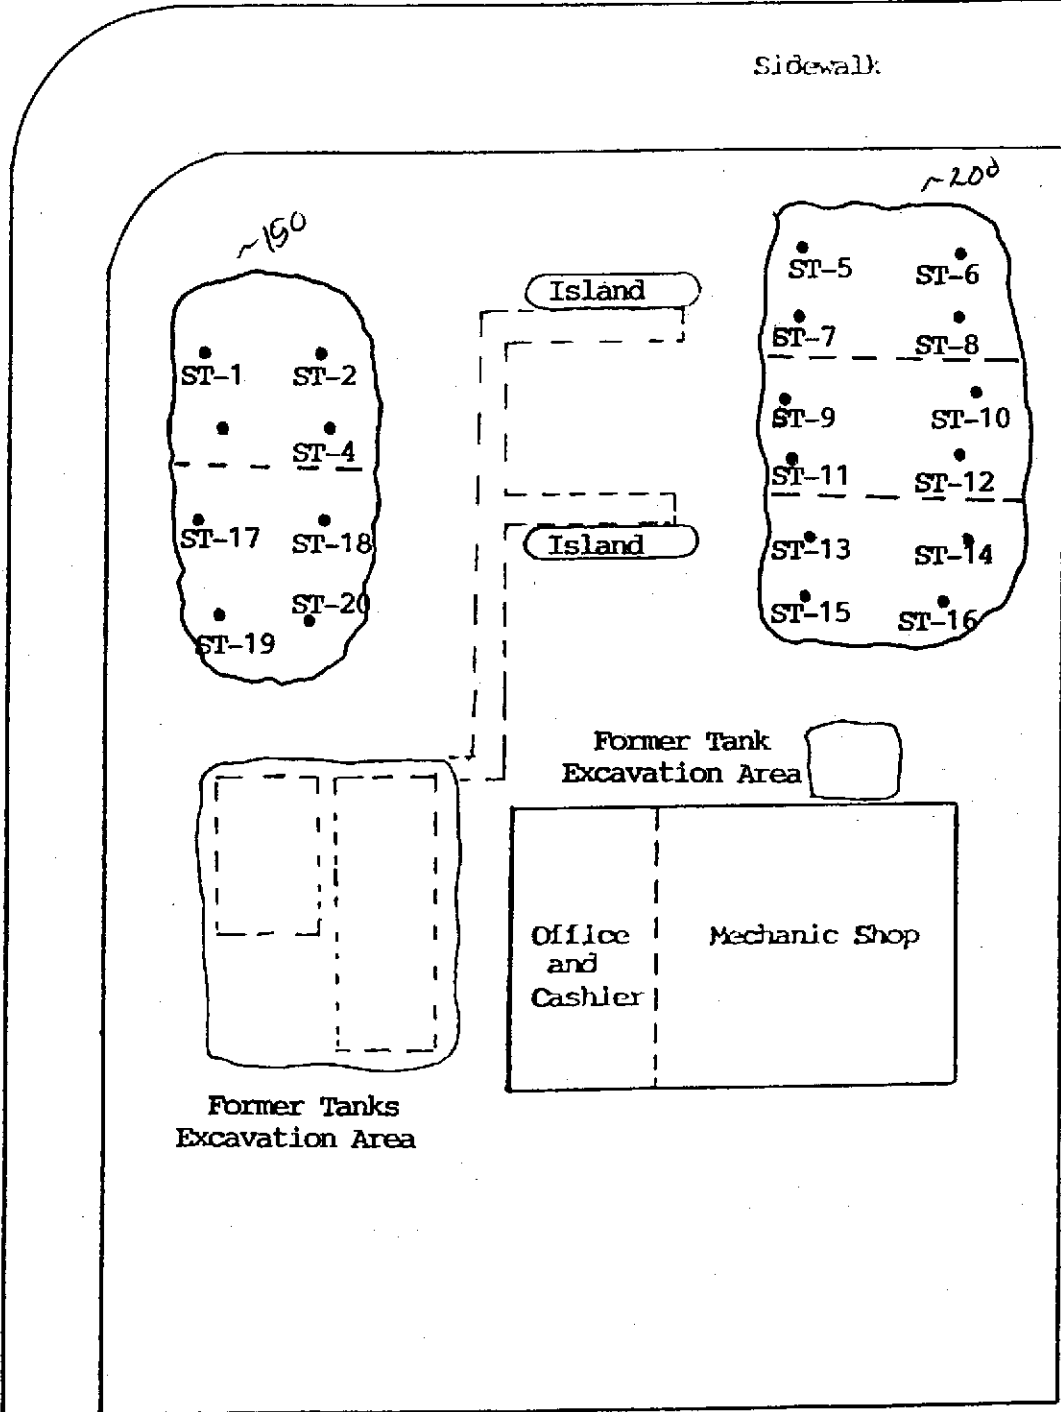 Sidewalk
~200
~150
ST-5
ST-6
Island
ST-7
ST-8
ST-1
ST-2
ST-9
ST-10
ST-4
ST-11
ST-12
ST-17
ST-18
Island
ST-13
ST-14
ST-20
ST-15
ST-16
ST-19
Former Tank
Excavation Area
Office
and
Cashier
Mechanic Shop
Former Tanks
Excavation Area